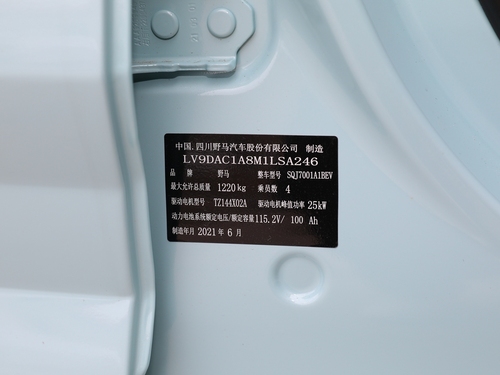 中国.四川野马汽车股份有限公司 制造
LV9DAC1A8M1LSA246
品 牌 野马 整车型号 SQJ7001A1BEV
最大允许总质量 1220kg 乘员数 4
驱动电机型号 TZ144X02A 驱动电机峰值功率 25kW
动力电池系统额定电压/额定容量115.2V/ 100 Ah
制造年月 2021 年 6 月